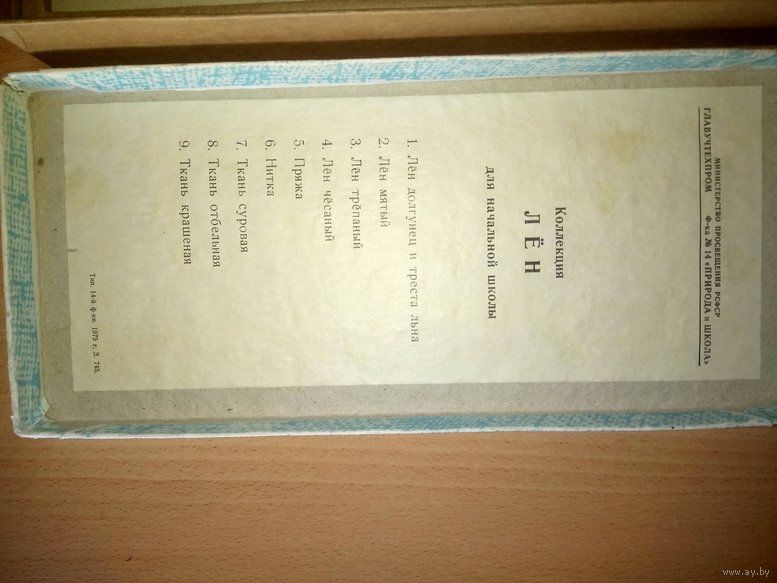 МИНИСТЕРСТВО ПРОСВЕЩЕНИЯ РСФСР
ГЛАВУЧТЕХПРОМ Ф-ка № 14 «ПРИРОДА и ШКОЛА»
Коллекция
ЛЁН
для начальной школы
1. Лён долгунец и треста льна
2. Лён мятый
3. Лён трёпаный
4. Лён чёсаный
5. Пряжа
6. Нитка
7. Ткань суровая
8. Ткань отбельная
9. Ткань крашеная
Тип. 14-й ф-ки. 1975 г. З. 745.
www.ay.by